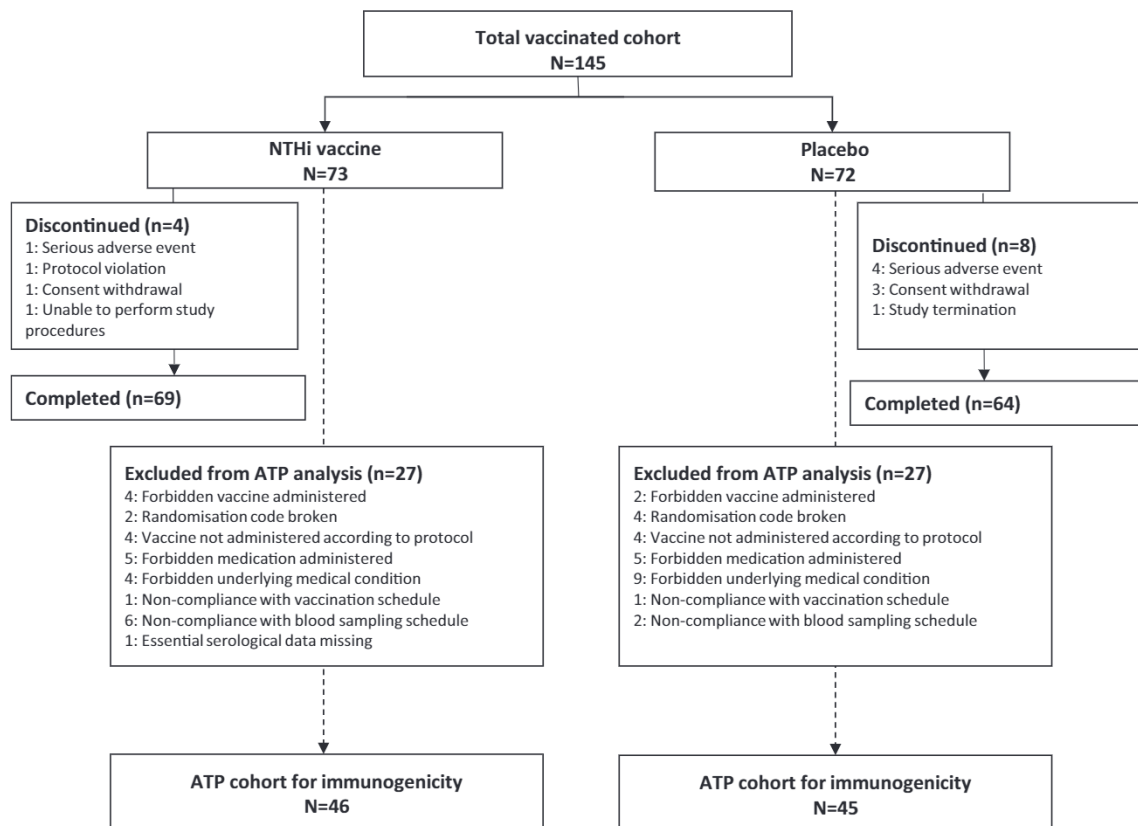 Total vaccinated cohort
N=145
NTHi vaccine
N=73
Placebo
N=72
Discontinued (n=4)
1: Serious adverse event
1: Protocol violation
1: Consent withdrawal
1: Unable to perform study
procedures
Discontinued (n=8)
4: Serious adverse event
3: Consent withdrawal
1: Study termination
Completed (n=69)
Completed (n=64)
Excluded from ATP analysis (n=27)
4: Forbidden vaccine administered
2: Randomisation code broken
4: Vaccine not administered according to protocol
5: Forbidden medication administered
4: Forbidden underlying medical condition
1: Non-compliance with vaccination schedule
6: Non-compliance with blood sampling schedule
1: Essential serological data missing
Excluded from ATP analysis (n=27)
2: Forbidden vaccine administered
4: Randomisation code broken
4: Vaccine not administered according to protocol
5: Forbidden medication administered
9: Forbidden underlying medical condition
1: Non-compliance with vaccination schedule
2: Non-compliance with blood sampling schedule
ATP cohort for immunogenicity
N=46
ATP cohort for immunogenicity
N=45